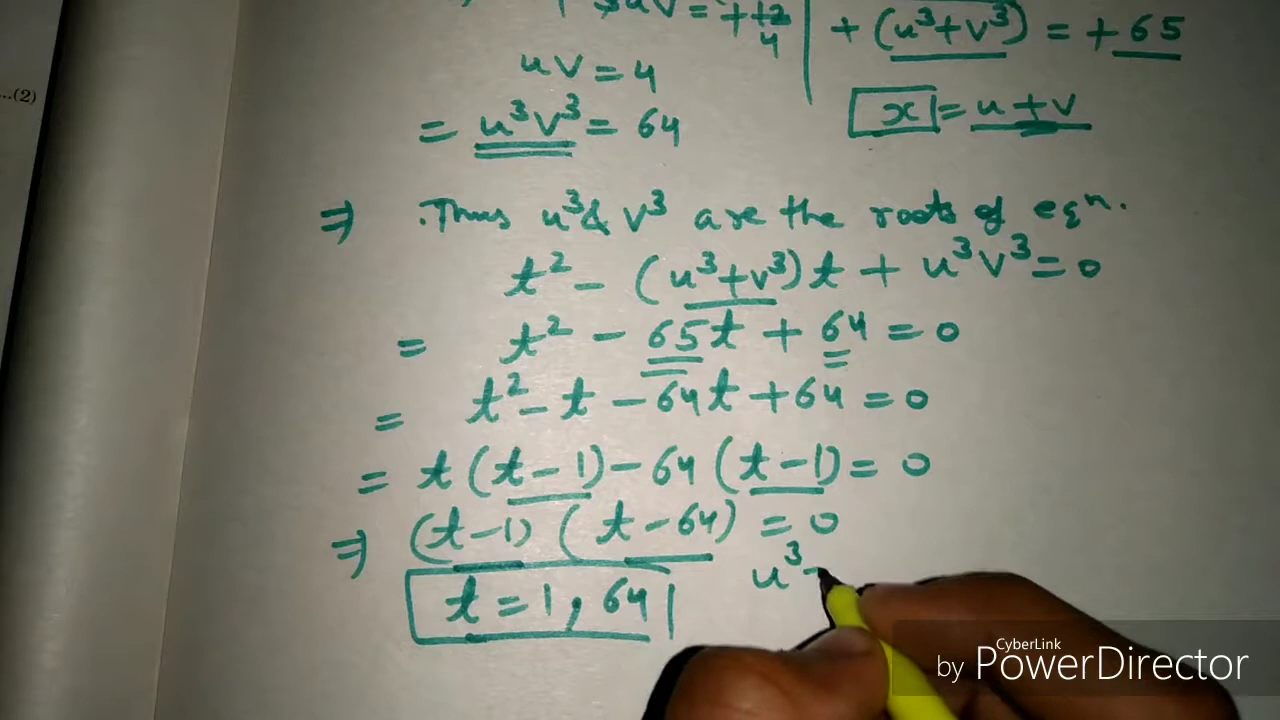 ...(2)
uv = 4
= u³v³ = 64
+ (u³+v³) = +65
x = u + v
⇒ .Thus u³ & v³ are the roots of eqⁿ.
t² - (u³+v³)t + u³v³ = 0
= t² - 65t + 64 = 0
= t² - t - 64t + 64 = 0
= t(t-1) - 64(t-1) = 0
⇒ (t-1) (t-64) = 0
t = 1, 64
u³
CyberLink
by PowerDirector